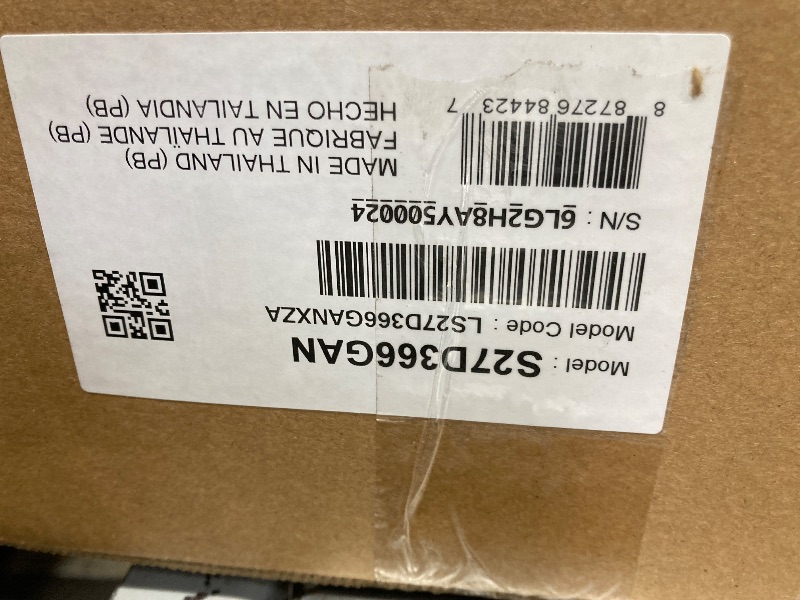 Model : S27D366GAN
Model Code : LS27D366GANXZA
S/N : 6LG2H8AY500024
MADE IN THAILAND (PB)
FABRIQUE AU THAÏLANDE (PB)
HECHO EN TAILANDIA (PB)
8 87276 84423 7